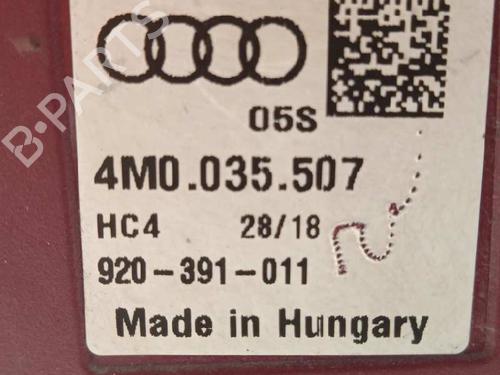 B-PARTS
05S
4M0.035.507
HC4 28/18
920-391-011
Made in Hungary